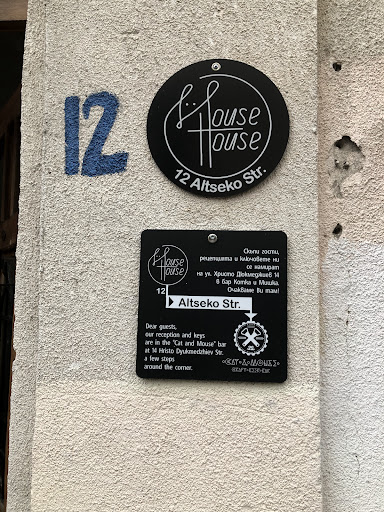 12
House
House
12 Altseko Str.
House
House
12
Altseko Str.
Скъпи гости,
рецепцията и ключовете ни
се намират
на ул. Христо Дюкмеджиев 14
в бар Котка и Мишка.
Очакваме Ви там!
Dear guests,
our reception and keys
are in the "Cat and Mouse" bar
at 14 Hristo Dyukmedzhiev Str.
a few steps
around the corner.